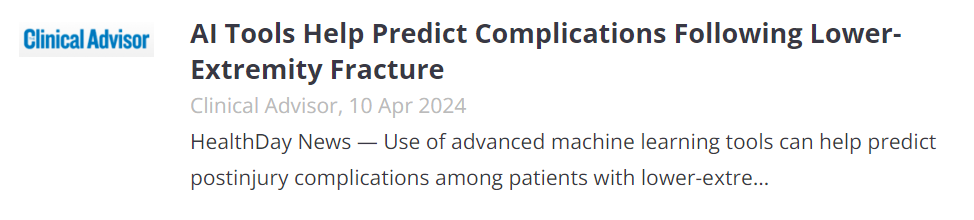 Clinical Advisor
AI Tools Help Predict Complications Following Lower-
Extremity Fracture
Clinical Advisor, 10 Apr 2024
HealthDay News — Use of advanced machine learning tools can help predict
postinjury complications among patients with lower-extre...